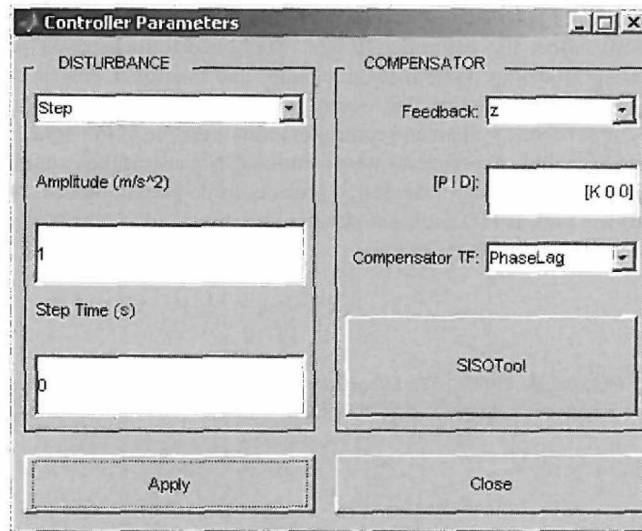 Controller Parameters
DISTURBANCE
Step
Amplitude (m/s^2)
1
Step Time (s)
0
COMPENSATOR
Feedback: z
[P I D]: [K 0 0]
Compensator TF: PhaseLag
SISOTool
Apply
Close